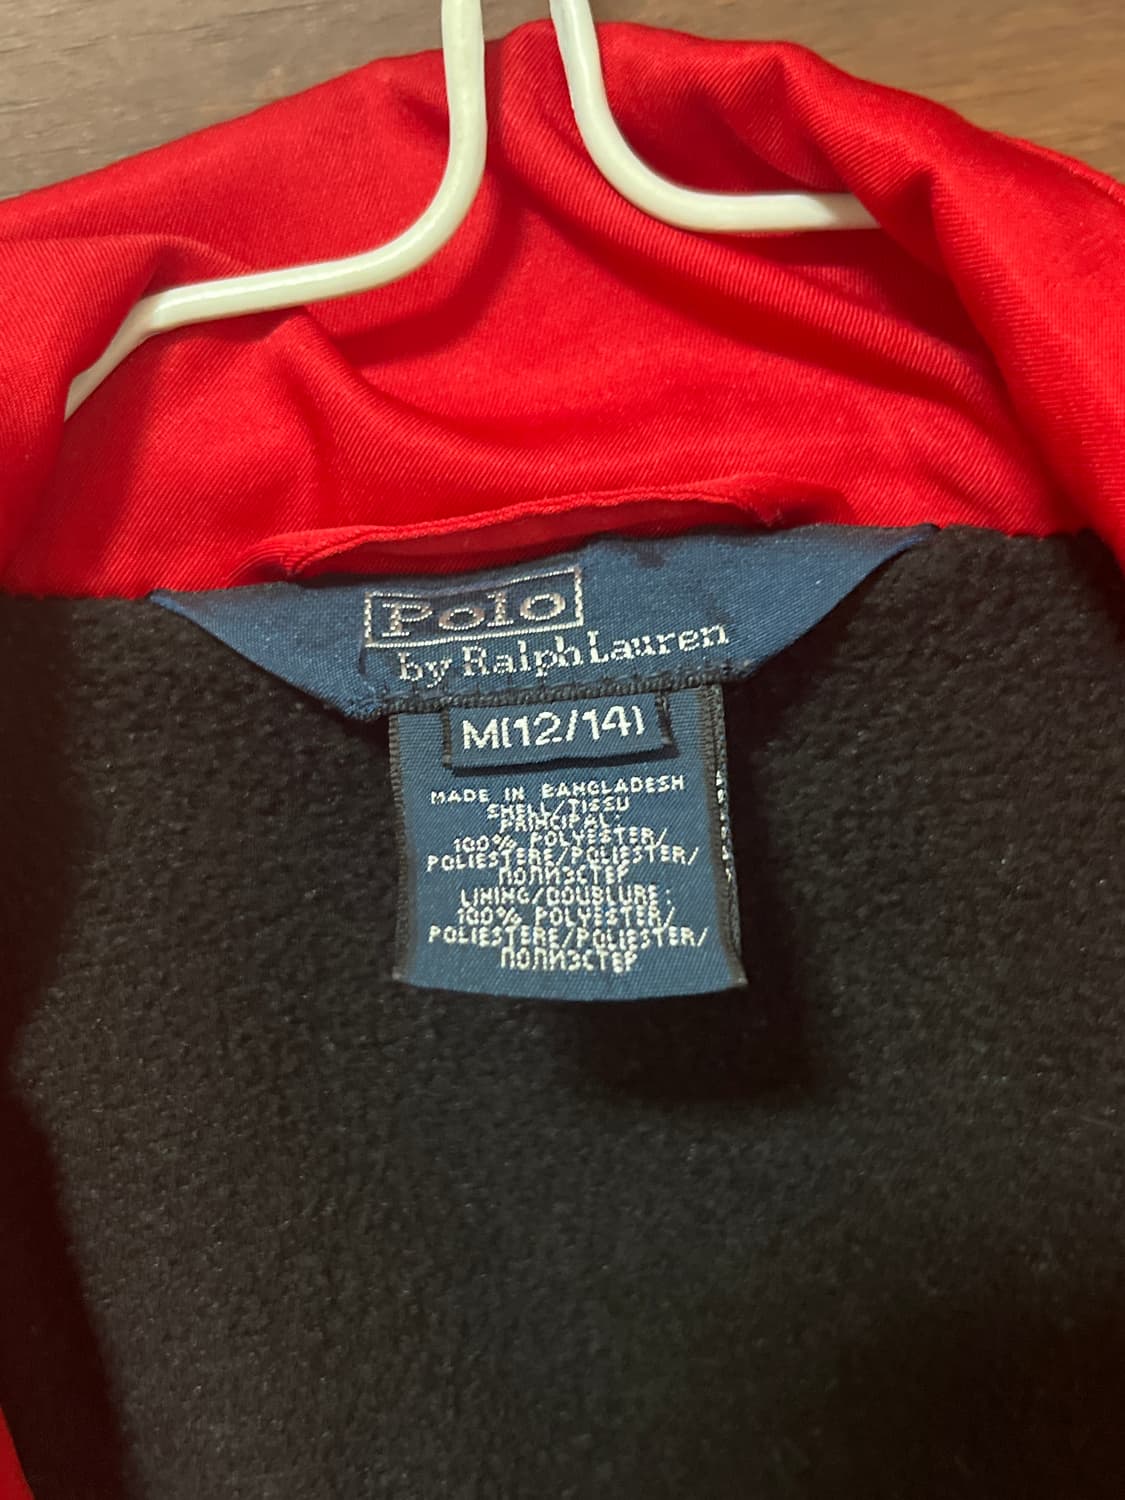 Polo
by Ralph Lauren
M(12/14)
MADE IN BANGLADESH
SHELL/TISSU
PRINCIPAL:
100% POLYESTER/
POLIESTERE/POLIESTER/
ПОЛИЭСТЕР
LINING/DOUBLURE:
100% POLYESTER/
POLIESTERE/POLIESTER/
ПОЛИЭСТЕР